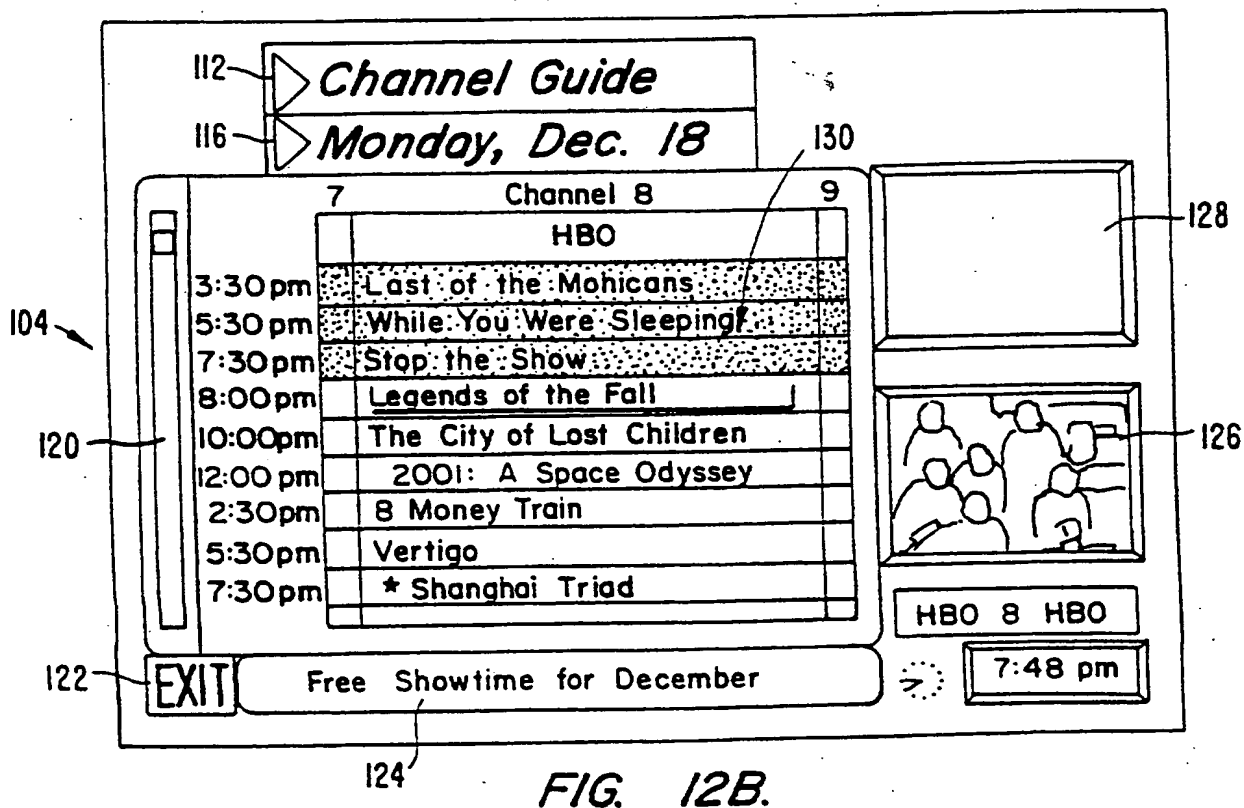 112 Channel Guide
116 Monday, Dec. 18
130
7 Channel 8 9
HBO
128
3:30pm Last of the Mohicans
104
5:30pm While You Were Sleeping
7:30pm Stop the Show
8:00pm Legends of the Fall
120
10:00pm The City of Lost Children
126
12:00pm 2001: A Space Odyssey
2:30pm 8 Money Train
5:30pm Vertigo
7:30pm * Shanghai Triad
HBO 8 HBO
122 EXIT Free Showtime for December 7:48 pm
124
FIG. 12B.